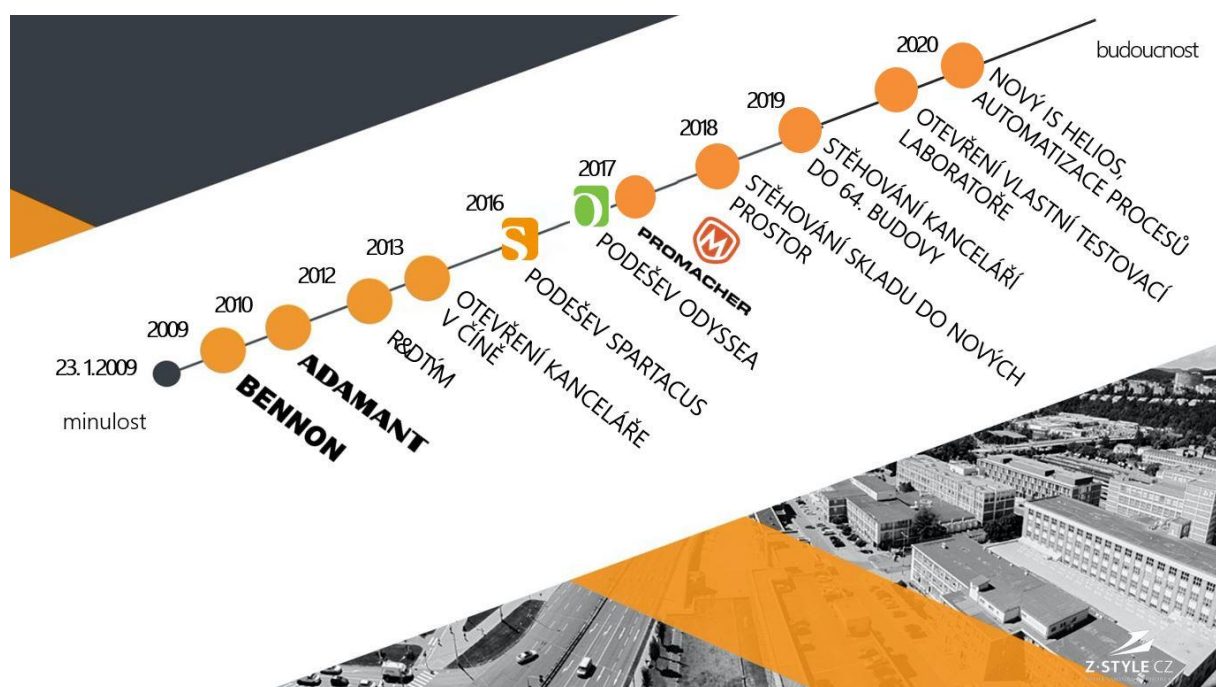 23.1.2009
minulost
2009
BENNON
2010
ADAMANT
2012
R&DTÝM
2013
OTEVŘENÍ KANCELÁŘE
V ČÍNĚ
2016
S
PODEŠEV SPARTACUS
O
PODEŠEV ODYSSEA
2017
M
PROMACHER
2018
STĚHOVÁNÍ SKLADU DO NOVÝCH
PROSTOR
2019
STĚHOVÁNÍ KANCELÁŘÍ
DO 64. BUDOVY
OTEVŘENÍ VLASTNÍ TESTOVACÍ
LABORATOŘE
2020
NOVÝ IS HELIOS,
AUTOMATIZACE PROCESŮ
budoucnost
Z-STYLE CZ